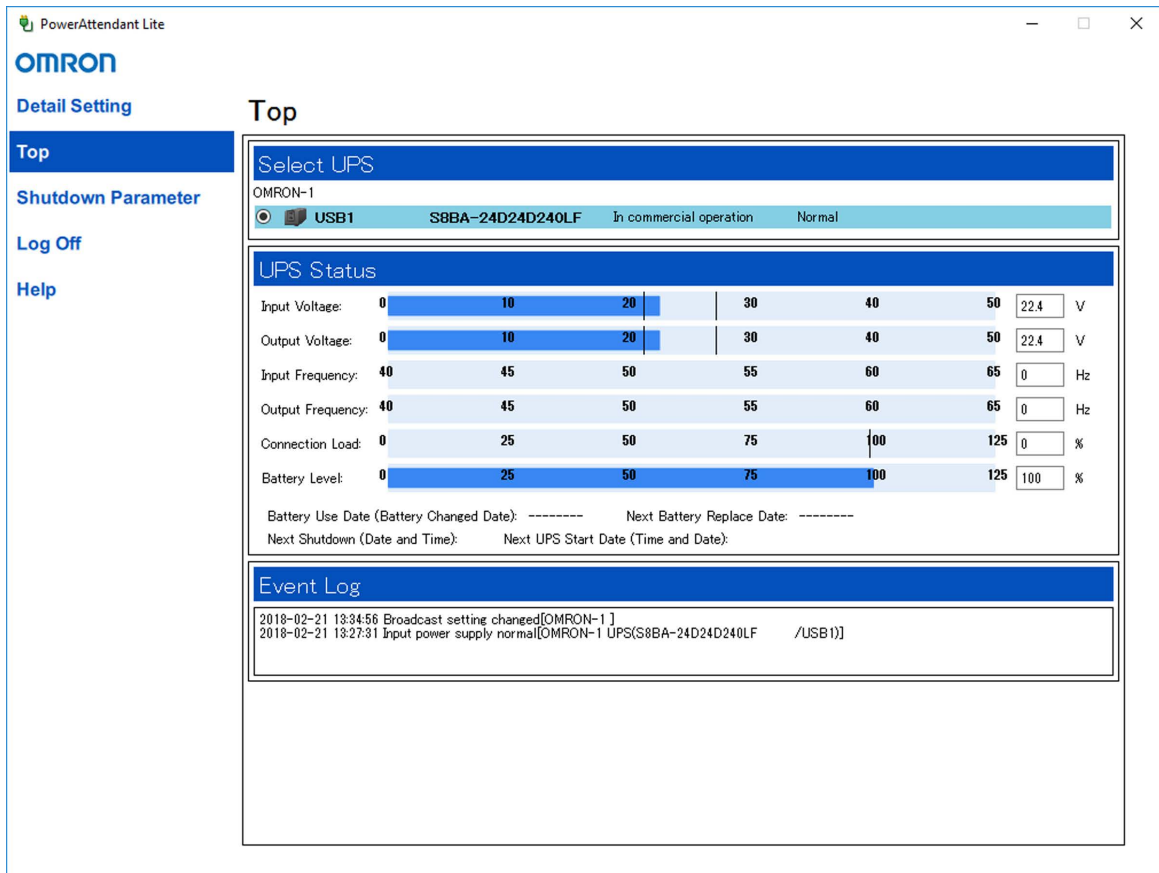 PowerAttendant Lite
OMRON
Detail Setting
Top
Shutdown Parameter
Log Off
Help
Top
Select UPS
OMRON-1
USB1 S8BA-24D24D240LF In commercial operation Normal
UPS Status
Input Voltage: 0 10 20 30 40 50 22.4 V
Output Voltage: 0 10 20 30 40 50 22.4 V
Input Frequency: 40 45 50 55 60 65 0 Hz
Output Frequency: 40 45 50 55 60 65 0 Hz
Connection Load: 0 25 50 75 100 125 0 %
Battery Level: 0 25 50 75 100 125 100 %
Battery Use Date (Battery Changed Date): -------- Next Battery Replace Date: --------
Next Shutdown (Date and Time): Next UPS Start Date (Time and Date):
Event Log
2018-02-21 13:34:56 Broadcast setting changed[OMRON-1 ]
2018-02-21 13:27:31 Input power supply normal[OMRON-1 UPS(S8BA-24D24D240LF /USB1)]